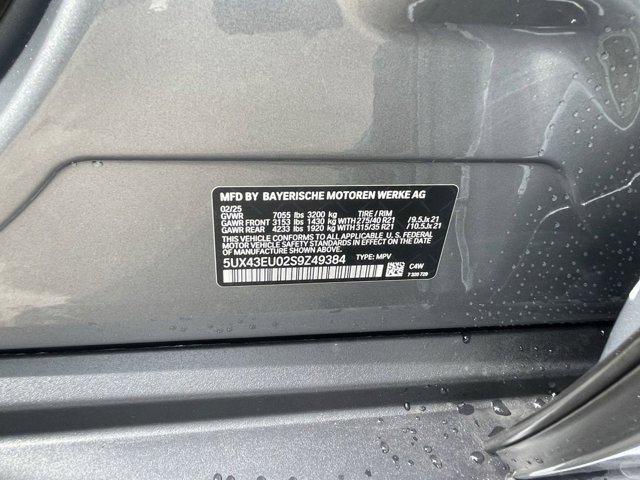 MFD BY BAYERISCHE MOTOREN WERKE AG
02/25
GVWR 7055 lbs 3200 kg TIRE / RIM
GAWR FRONT 3153 lbs 1430 kg WITH 275/40 R21 /9.5Jx21
GAWR REAR 4233 lbs 1920 kg WITH 315/35 R21 /10.5Jx21
THIS VEHICLE CONFORMS TO ALL APPLICABLE U.S. FEDERAL
MOTOR VEHICLE SAFETY STANDARDS IN EFFECT ON THE
DATE OF MANUFACTURE SHOWN ABOVE.
5UX43EU02S9Z49384 TYPE: MPV
C4W
7 320 729